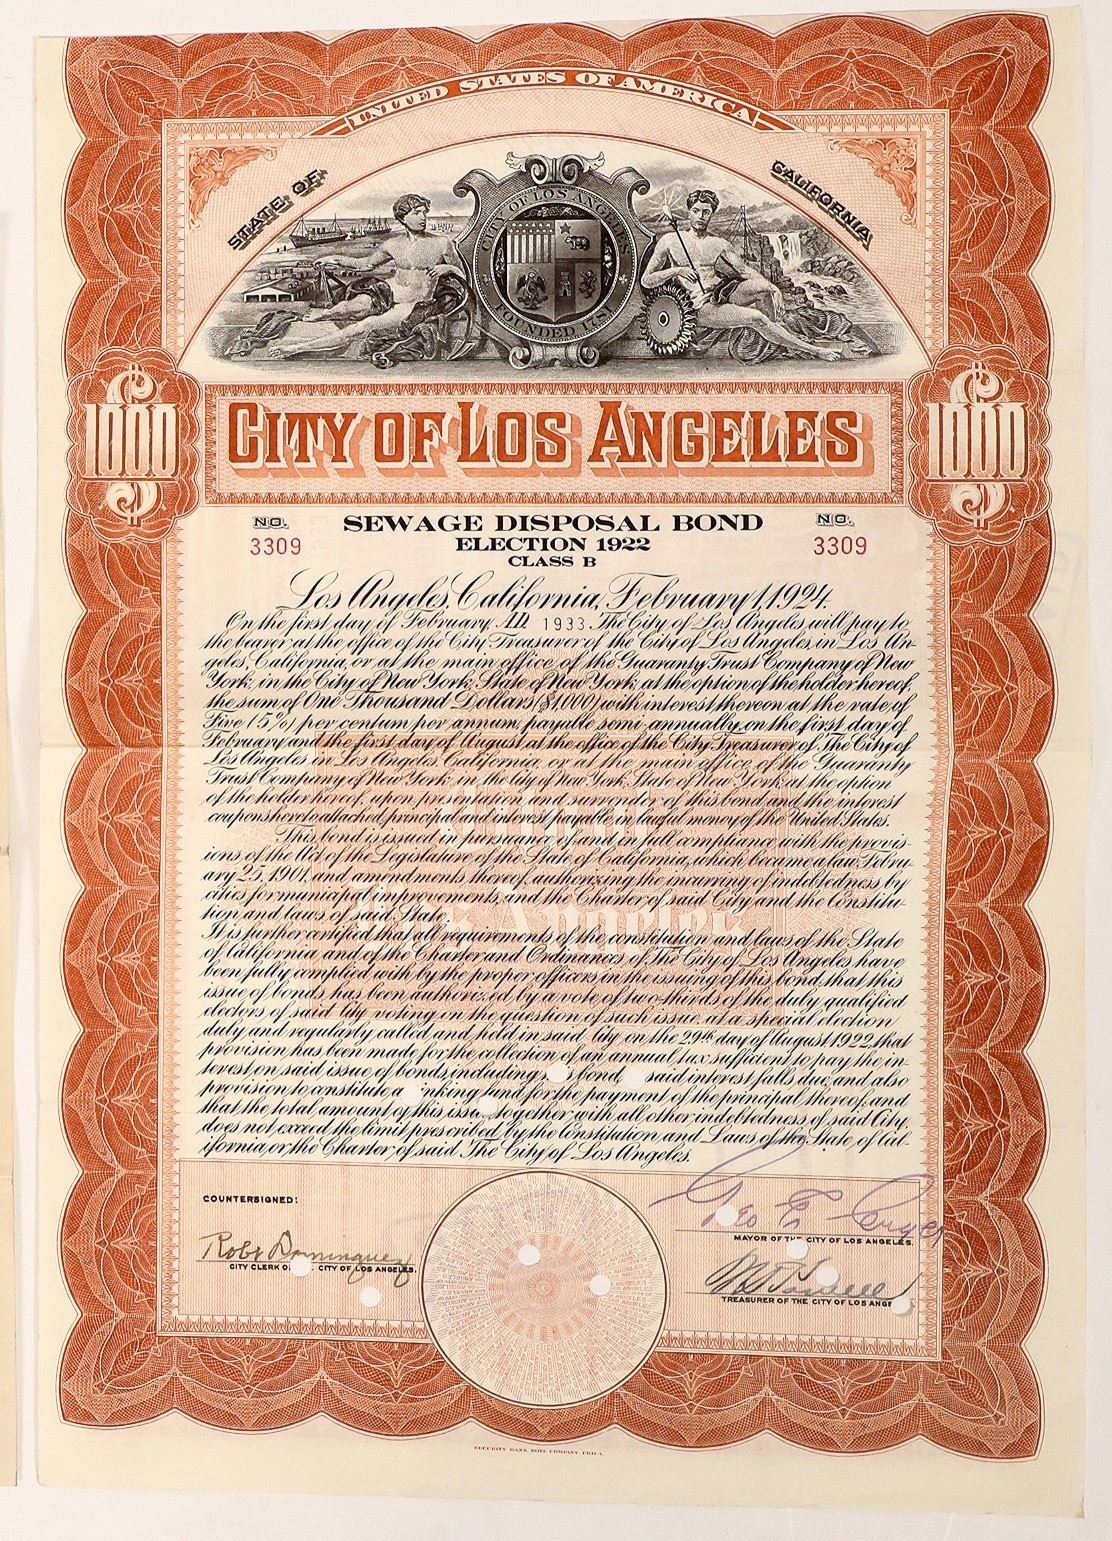 UNITED STATES OF AMERICA
STATE OF CALIFORNIA
CITY OF LOS ANGELES
FOUNDED 1781
1000
1000
CITY OF LOS ANGELES
NO. 3309
SEWAGE DISPOSAL BOND
NO. 3309
ELECTION 1922
CLASS B
Los Angeles, California, February 1, 1924.
On the first day of February, A.D. 1933, The City of Los Angeles will pay to
the bearer, at the office of the City Treasurer of the City of Los Angeles, in Los An-
geles, California, or at the main office of the Guaranty Trust Company of New
York, in the City of New York, State of New York, at the option of the holder hereof,
the sum of One Thousand Dollars ($1,000) with interest thereon at the rate of
Five (5%) per centum per annum, payable semi-annually, on the first day of
February and the first day of August at the office of the City Treasurer of The City of
Los Angeles in Los Angeles, California, or at the main office of the Guaranty
Trust Company of New York, in the City of New York, State of New York, at the option
of the holder hereof, upon presentation and surrender of this bond and the interest
coupons hereto attached, principal and interest payable in lawful money of the United States.
This bond is issued in pursuance of, and in full compliance with the provis-
ions of the Act of the Legislature of the State of California, which became a law, Febru-
ary 25, 1901, and amendments thereof, authorizing the incurring of indebtedness by
cities for municipal improvements, and the Charter of said City and the Constitu-
tion and laws of said State.
It is further certified that all requirements of the constitution and laws of the State
of California and of the Charter and Ordinances of The City of Los Angeles have
been fully complied with by the proper officers in the issuing of this bond, that this
issue of bonds has been authorized by a vote of two-thirds of the duly qualified
electors of said City voting on the question of such issue, at a special election
duly and regularly called and held in said City on the 29th day of August 1922, that
provision has been made for the collection of an annual tax sufficient to pay the in-
terest on said issue of bonds, including bond said interest falls due, and also
provision to constitute a inking fund for the payment of the principal thereof, and
that the total amount of this issue, together with all other indebtedness of said City,
does not exceed the limit prescribed by the Constitution and Laws of the State of Cal-
ifornia, or the Charter, of said The City of Los Angeles.
COUNTERSIGNED:
Robt Dominguez
CITY CLERK O CITY OF LOS ANGELES.
Geo E. Cryer
MAYOR OF THE CITY OF LOS ANGELES.
TREASURER OF THE CITY OF LOS ANGE
SECURITY BANK NOTE COMPANY PHILA.